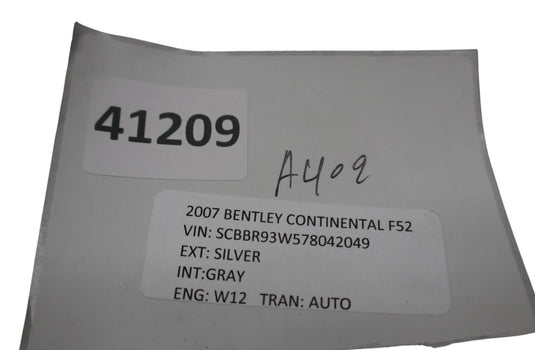 41209
A409
2007 BENTLEY CONTINENTAL F52
VIN: SCBBR93W578042049
EXT: SILVER
INT:GRAY
ENG: W12 TRAN: AUTO